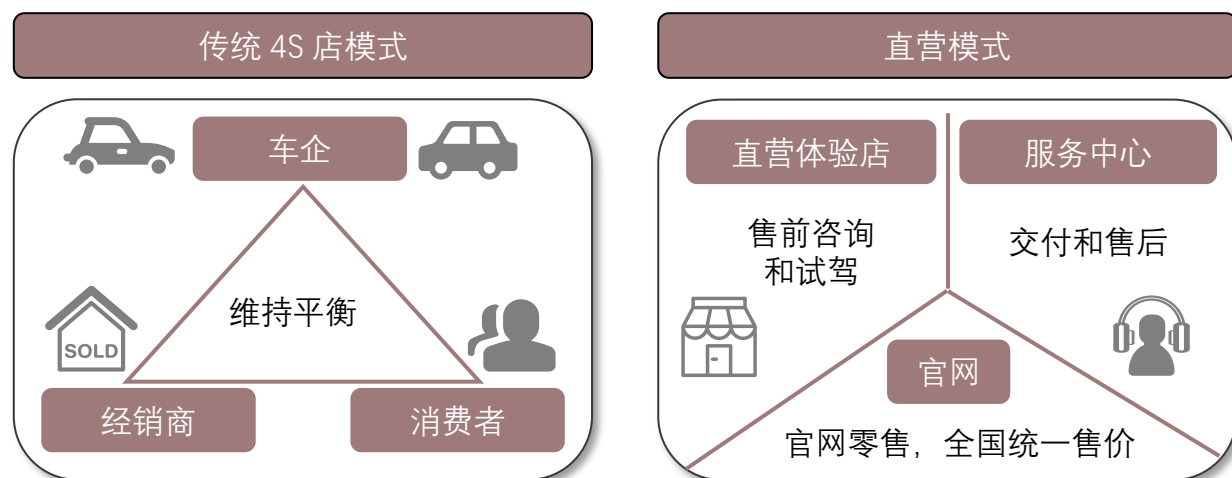 传统 4S 店模式
车企
维持平衡
SOLD
经销商
消费者
直营模式
直营体验店
售前咨询
和试驾
服务中心
交付和售后
官网
官网零售，全国统一售价